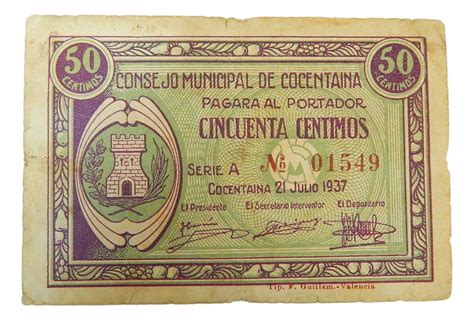 50 CENTIMOS
50 CENTIMOS
CONSEJO MUNICIPAL DE COCENTAINA
PAGARA AL PORTADOR
CINCUENTA CENTIMOS
SERIE A Nº 01549
COCENTAINA 21 JULIO 1937
El Presidente El Secretario Interventor El Depositario
Tip. F. Guillem.-Valencia